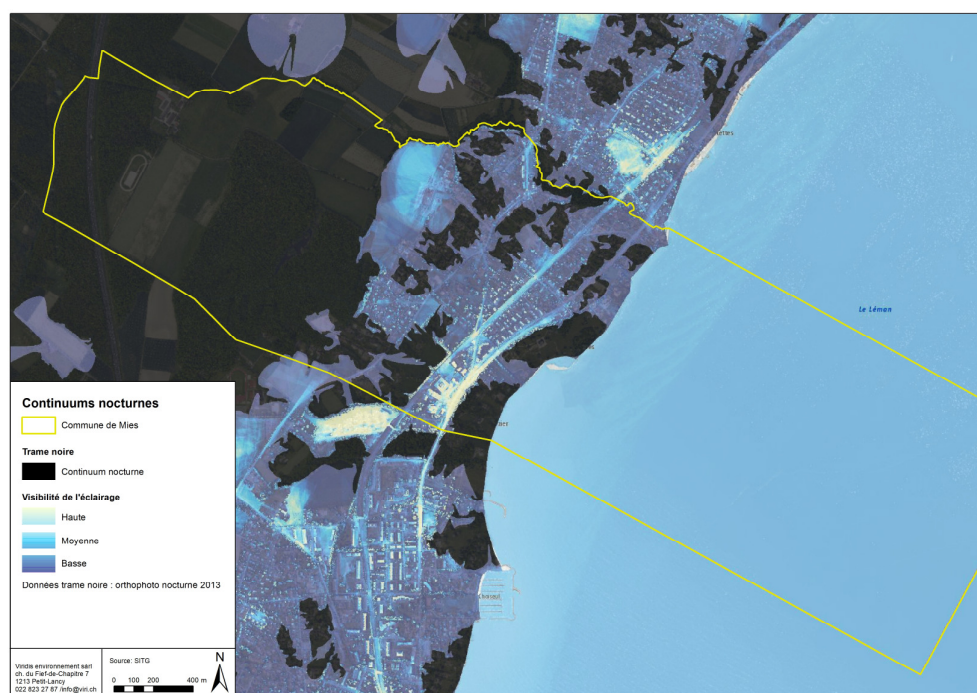 Le Léman
Continuums nocturnes
Commune de Mies
Trame noire
Continuum nocturne
Visibilité de l'éclairage
Haute
Moyenne
Basse
Données trame noire : orthophoto nocturne 2013
Viridis environnement sàrl
ch. du Fief-de-Chapitre 7
1213 Petit-Lancy
022 823 27 87 /info@viri.ch
Source: SITG
0 100 200 400 m
N